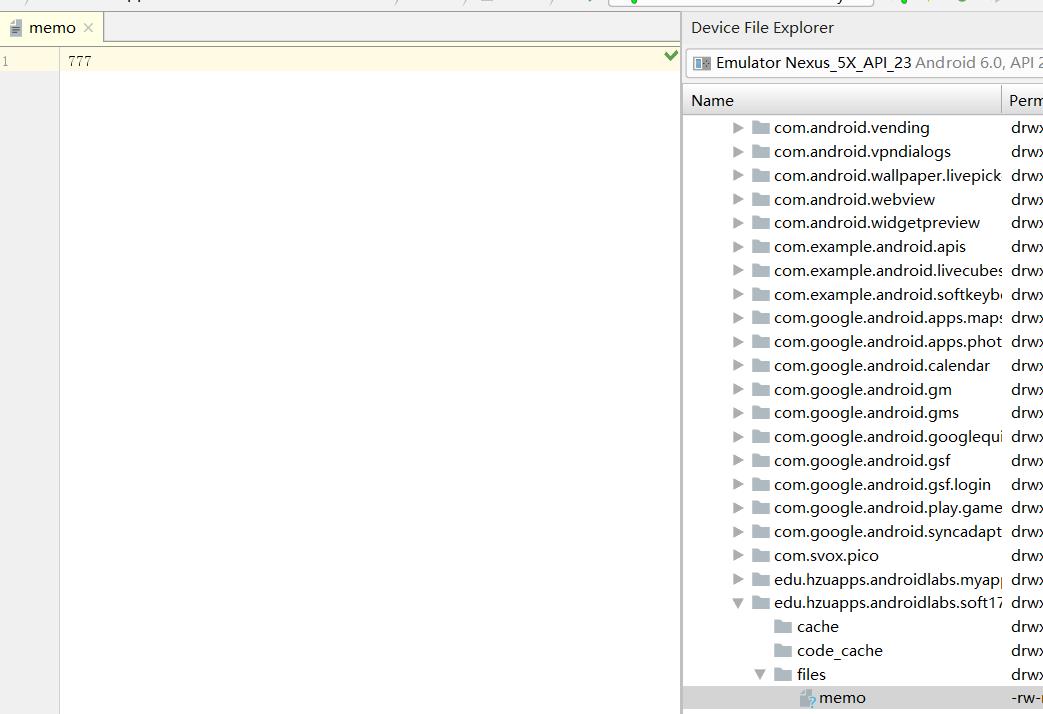 memo
1
777
Device File Explorer
Emulator Nexus_5X_API_23 Android 6.0, API 2
Name Perm
com.android.vending drwx
com.android.vpndialogs drwx
com.android.wallpaper.livepick drwx
com.android.webview drwx
com.android.widgetpreview drwx
com.example.android.apis drwx
com.example.android.livecubes drwx
com.example.android.softkeybo drwx
com.google.android.apps.maps drwx
com.google.android.apps.phot drwx
com.google.android.calendar drwx
com.google.android.gm drwx
com.google.android.gms drwx
com.google.android.googlequi drwx
com.google.android.gsf drwx
com.google.android.gsf.login drwx
com.google.android.play.game drwx
com.google.android.syncadapt drwx
com.svox.pico drwx
edu.hzuapps.androidlabs.myapp drwx
edu.hzuapps.androidlabs.soft17 drwx
cache drwx
code_cache drwx
files drwx
memo -rw-